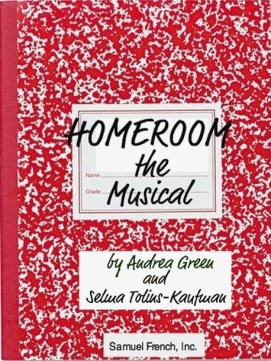 HOMEROOM
the
Name
Musical
Grade
by Andrea Green
and
Selma Tolins-Kaufman
Samuel French, Inc.